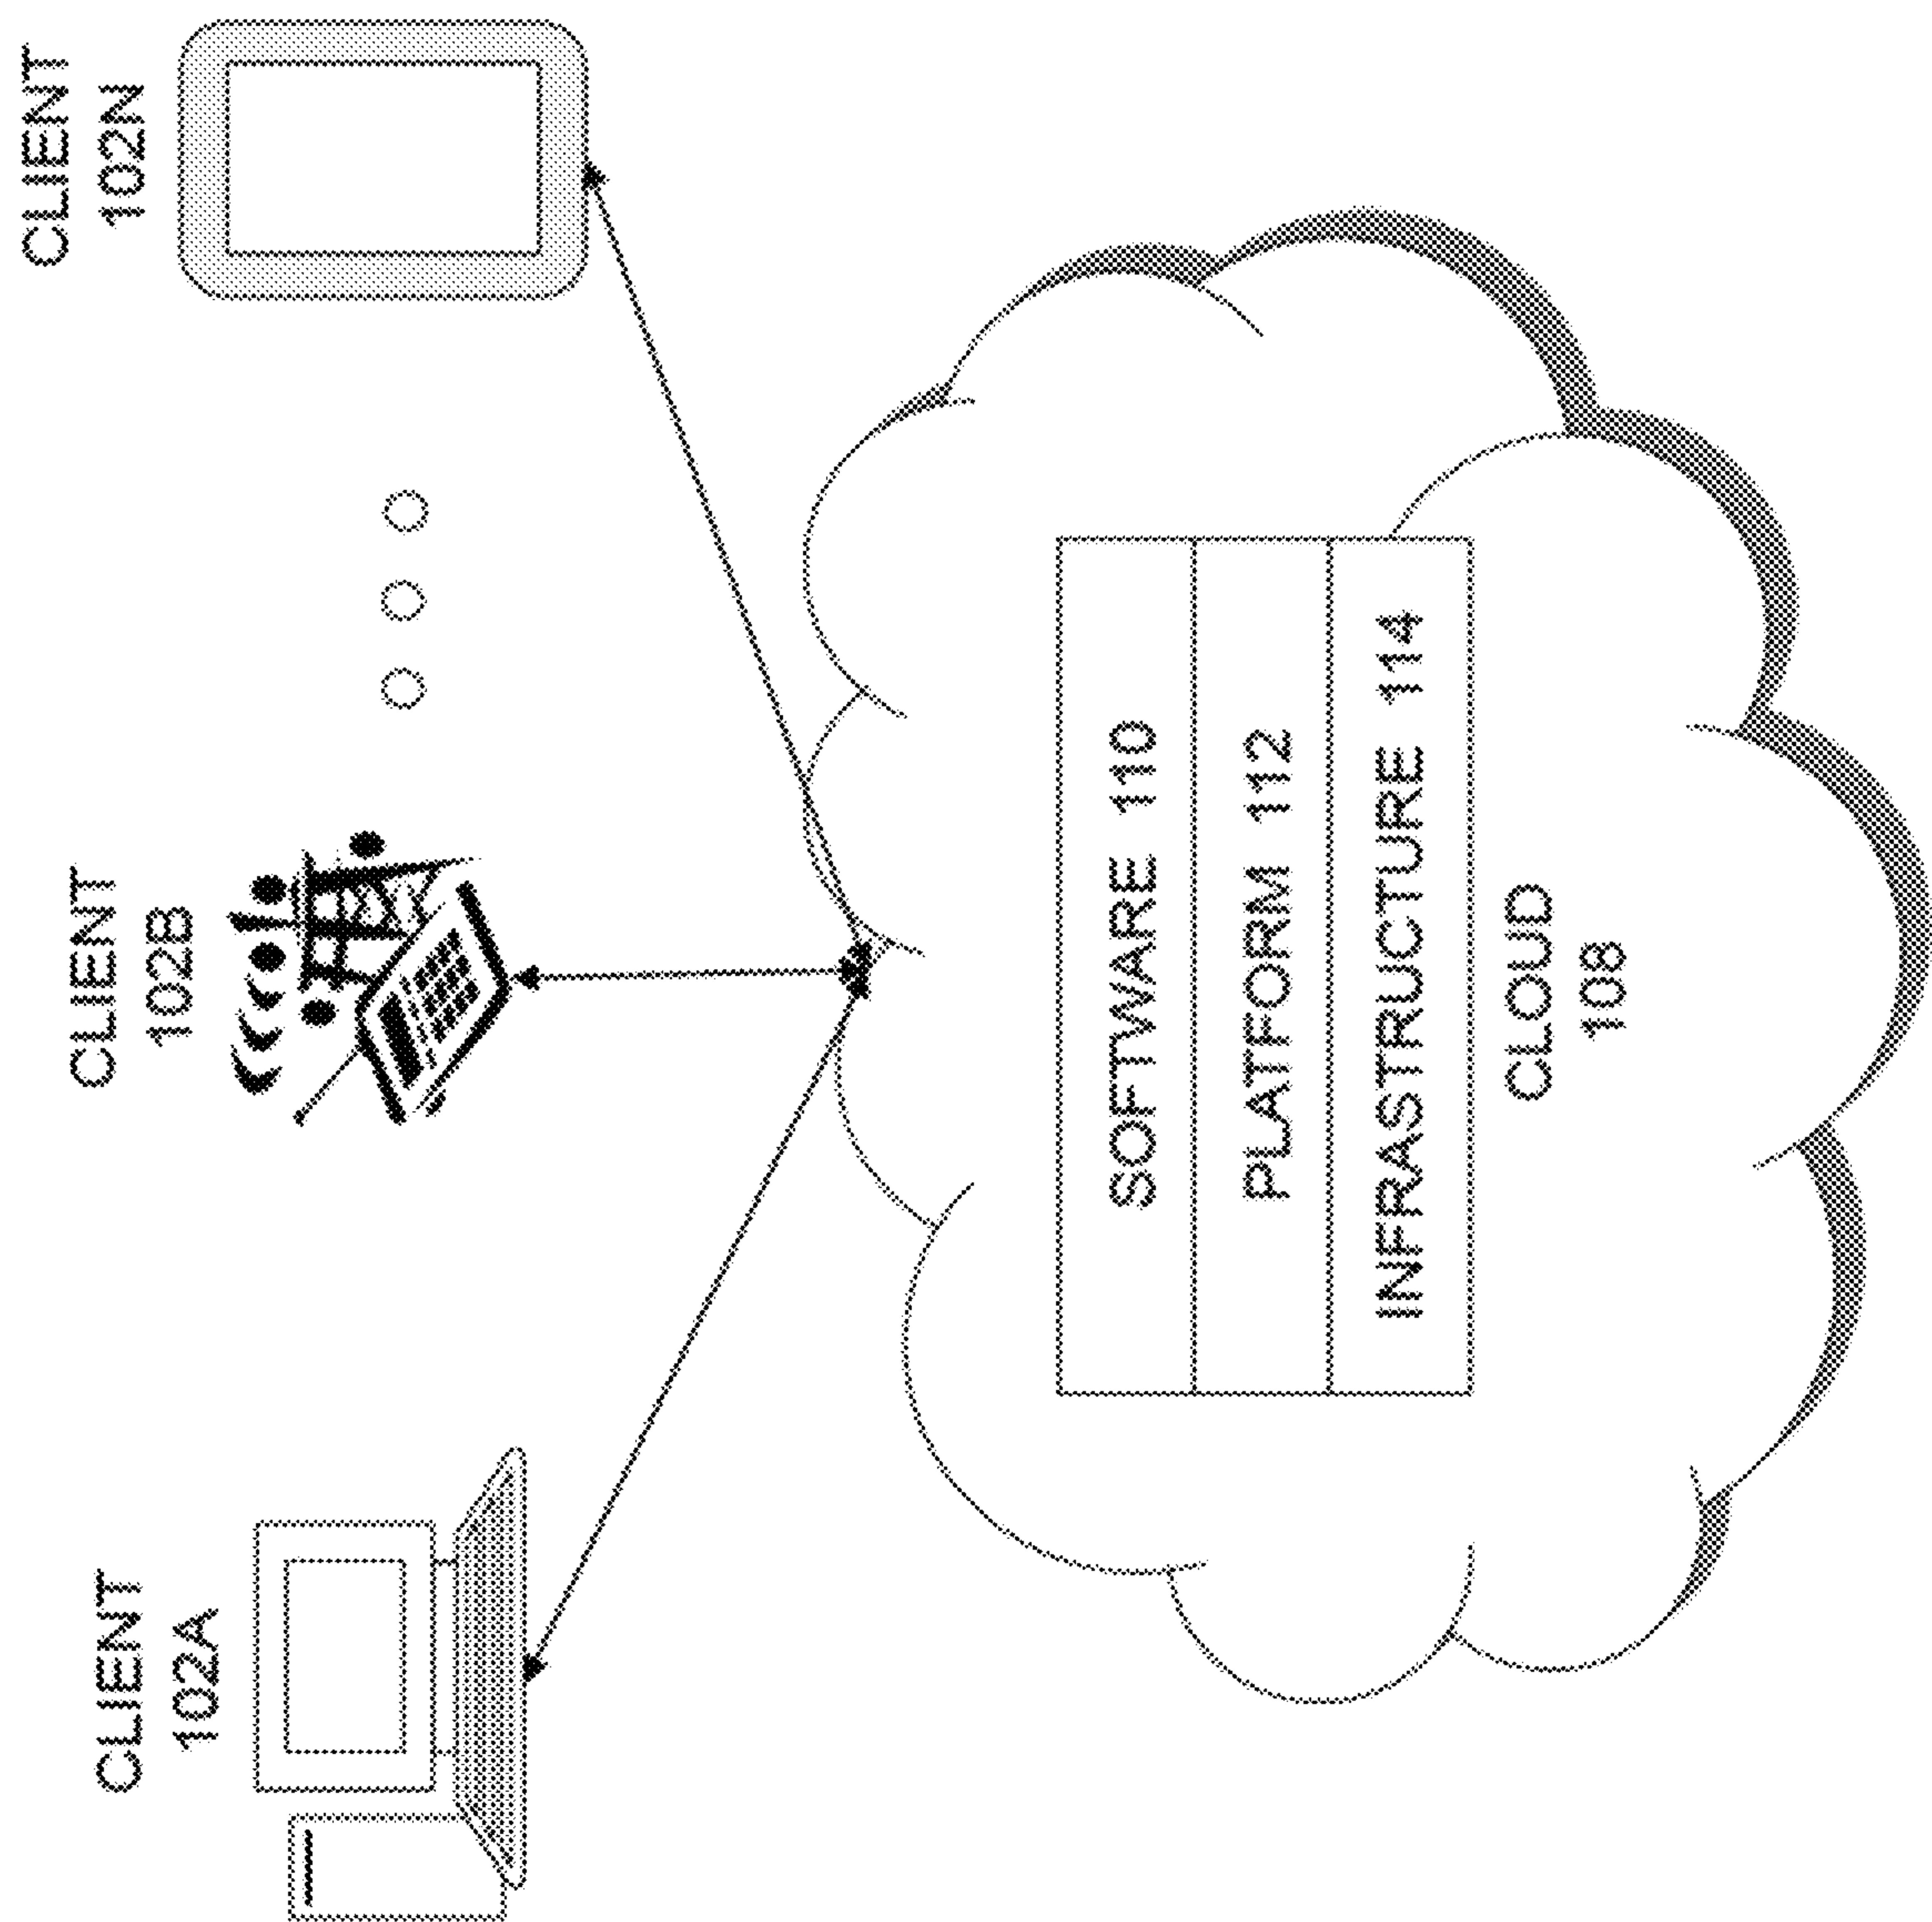 CLIENT
102A
CLIENT
102B
CLIENT
102N
SOFTWARE 110
PLATFORM 112
INFRASTRUCTURE 114
CLOUD
108